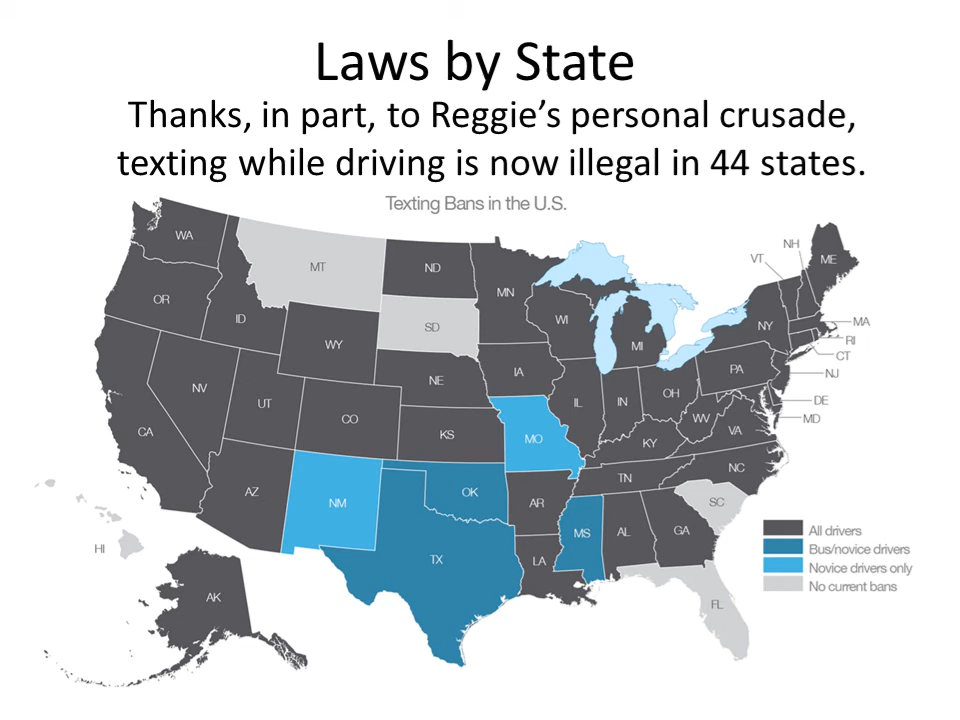 Laws by State
Thanks, in part, to Reggie’s personal crusade,
texting while driving is now illegal in 44 states.
Texting Bans in the U.S.
WA
MT
ND
MN
OR
ID
SD
WY
WI
MI
NH
VT
ME
NY
MA
RI
CT
NJ
PA
NV
UT
CO
NE
IA
IL
IN
OH
DE
MD
WV
VA
CA
KS
MO
KY
NC
AZ
NM
OK
AR
TN
SC
TX
LA
MS
AL
GA
HI
AK
FL
All drivers
Bus/novice drivers
Novice drivers only
No current bans